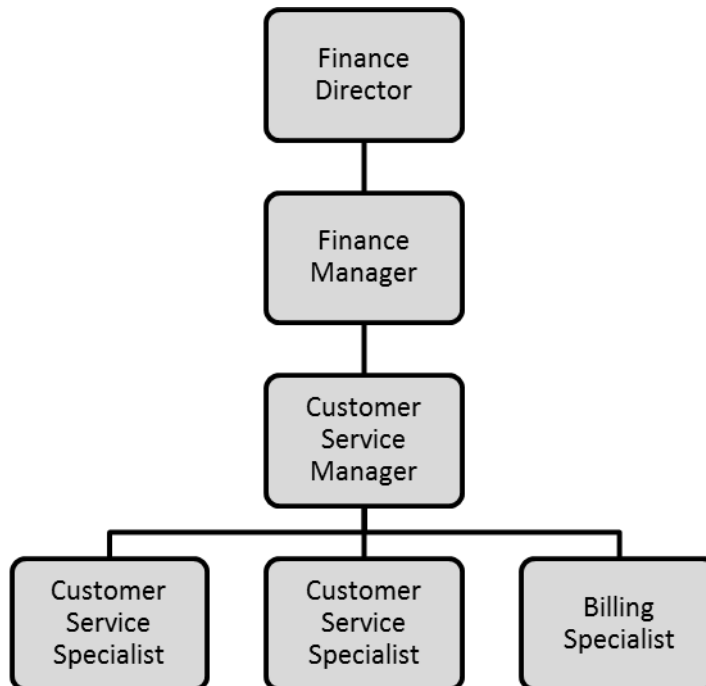 Finance
Director
Finance
Manager
Customer
Service
Manager
Customer
Service
Specialist
Customer
Service
Specialist
Billing
Specialist